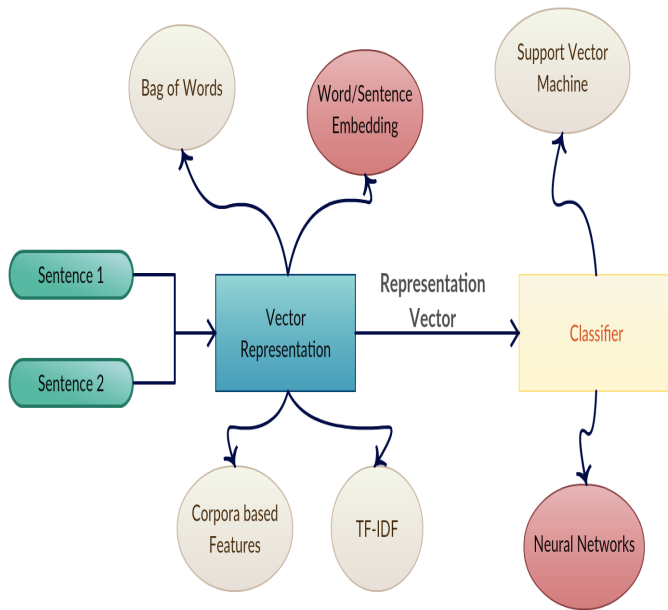 Bag of Words
Word/Sentence
Embedding
Support Vector
Machine
Sentence 1
Sentence 2
Vector
Representation
Representation
Vector
Classifier
Corpora based
Features
TF-IDF
Neural Networks